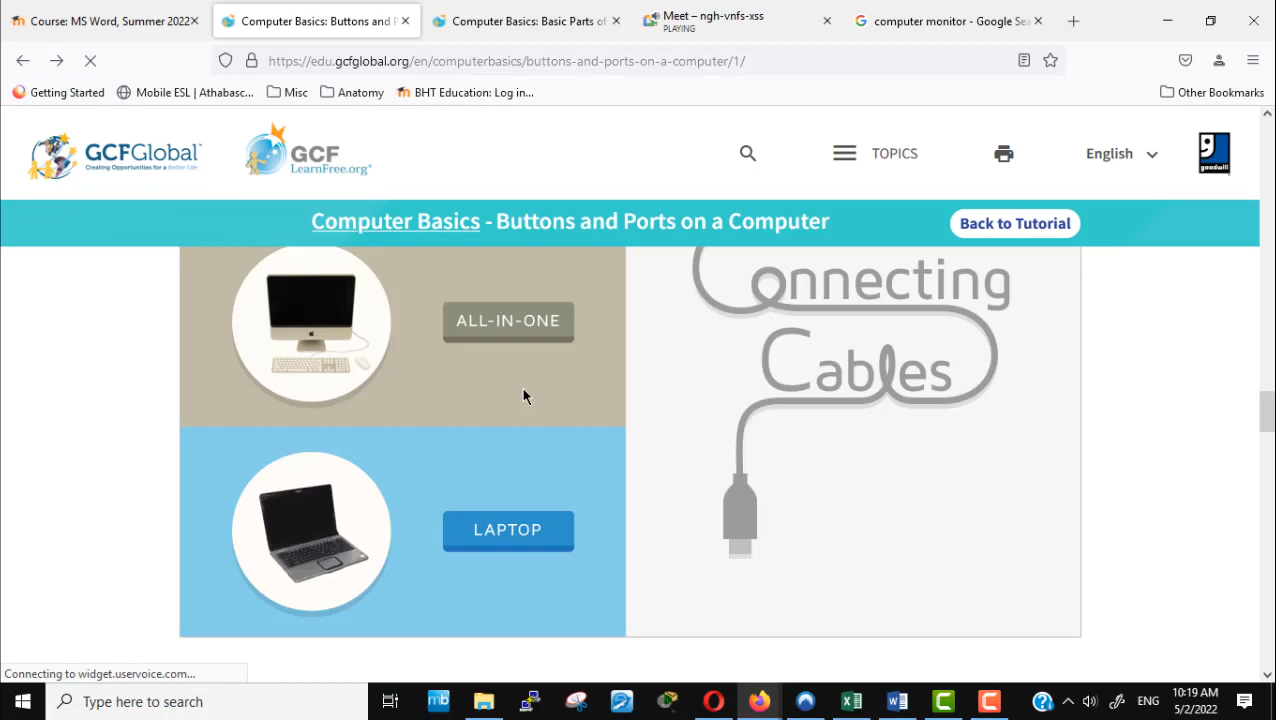 Course: MS Word, Summer 2022
Computer Basics: Buttons and P
Computer Basics: Basic Parts of
Meet – ngh-vnfs-xss
PLAYING
computer monitor - Google Sea
https://edu.gcfglobal.org/en/computerbasics/buttons-and-ports-on-a-computer/1/
Getting Started
Mobile ESL | Athabasc...
Misc
Anatomy
BHT Education: Log in...
Other Bookmarks
GCFGlobal™
Creating Opportunities for a Better Life
GCF
LearnFree.org®
TOPICS
English
goodwill
Computer Basics - Buttons and Ports on a Computer
Back to Tutorial
ALL-IN-ONE
LAPTOP
Connecting
Cables
Connecting to widget.uservoice.com...
Type here to search
mb
ENG
10:19 AM
5/2/2022